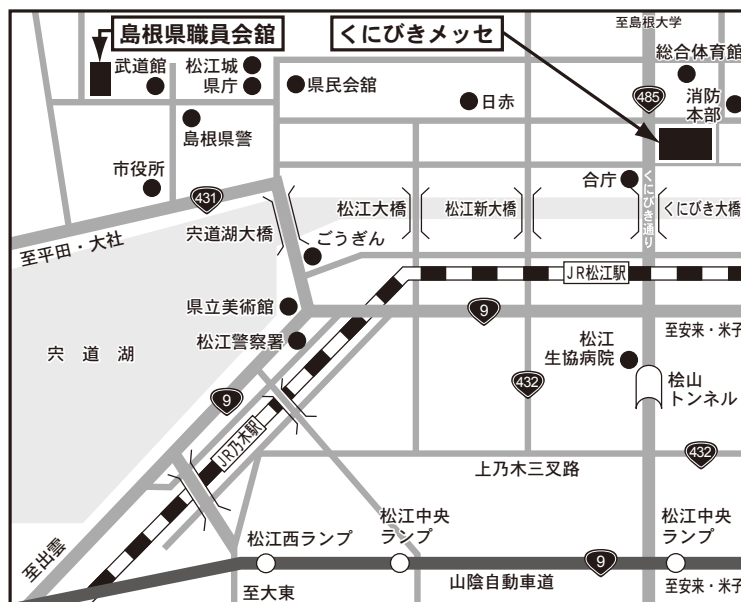 島根県職員会舘
くにびきメッセ
至島根大学
武道館
松江城
県庁
県民会舘
総合体育館
日赤
485
消防
本部
島根県警
市役所
合庁
431
くにびき通り
松江大橋
松江新大橋
くにびき大橋
宍道湖大橋
至平田・大社
ごうぎん
JR松江駅
県立美術館
9
至安来・米子
松江警察署
宍道湖
松江
生協病院
432
桧山
トンネル
9
JR乃木駅
432
上乃木三叉路
至出雲
松江西ランプ
松江中央
ランプ
松江中央
ランプ
9
山陰自動車道
至大東
至安来・米子